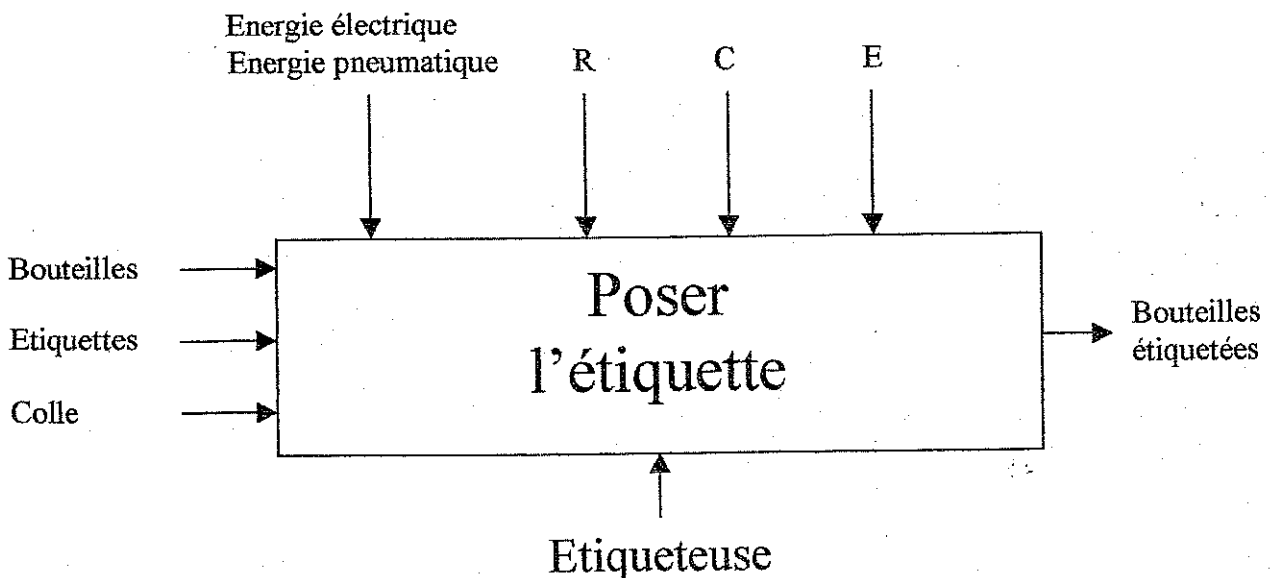 Energie électrique
Energie pneumatique
R
C
E
Bouteilles
Etiquettes
Colle
Poser
l'étiquette
Bouteilles
étiquetées
Etiqueteuse